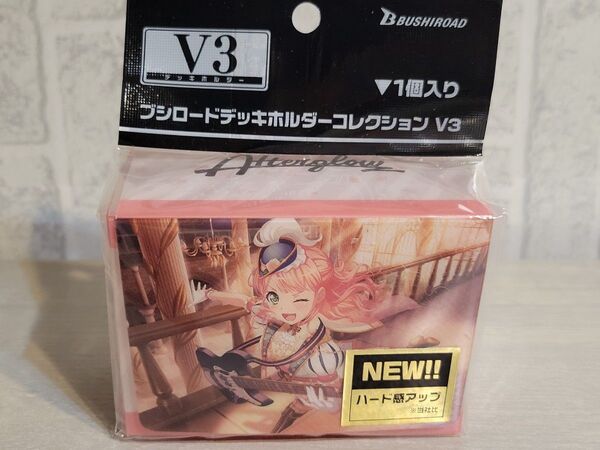 BUSHIROAD
V3
デッキホルダー
▼1個入り
ブシロードデッキホルダーコレクション V3
Afterglow
NEW!!
ハード感アップ
※当社比